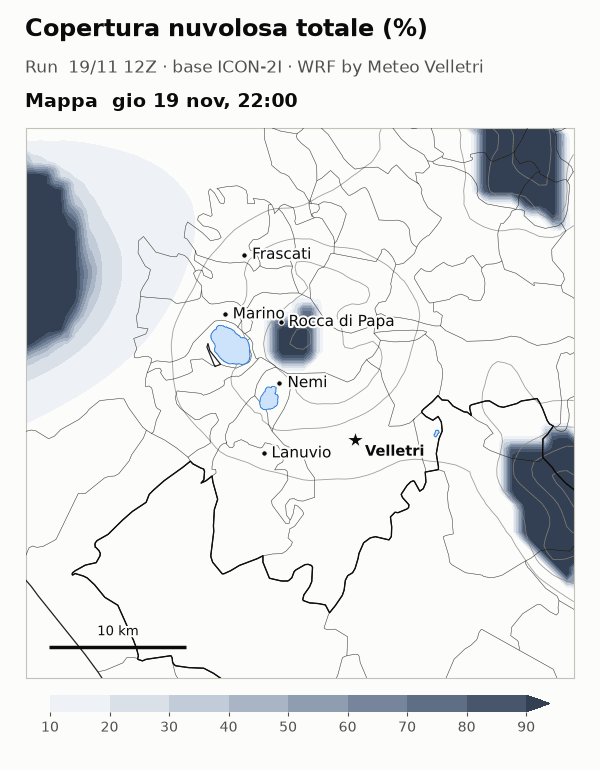 Copertura nuvolosa totale (%)
Run  19/11 12Z · base ICON-2I · WRF by Meteo Velletri
Mappa  gio 19 nov, 22:00
Frascati
Marino
Rocca di Papa
Nemi
Velletri
Lanuvio
10 km
10 20 30 40 50 60 70 80 90